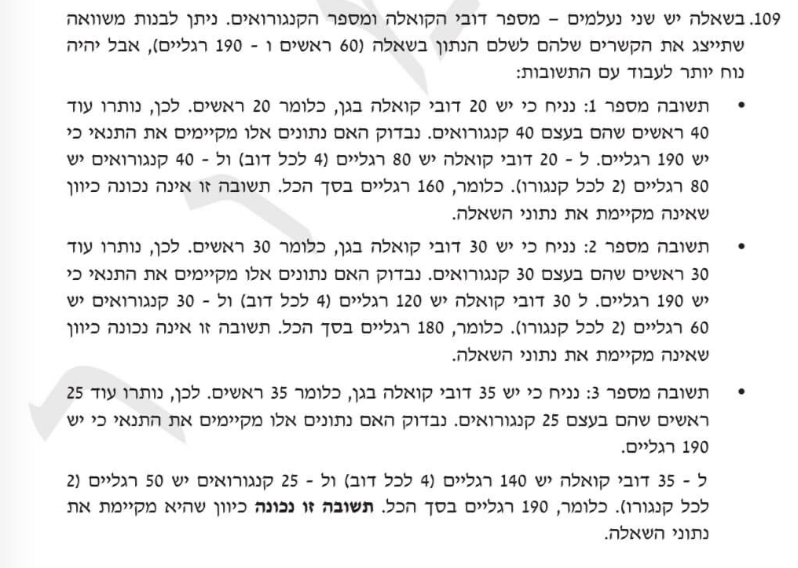 109. בשאלה יש שני נעלמים – מספר דובי הקואלה ומספר הקנגורואים. ניתן לבנות משוואה
שתייצג את הקשרים שלהם לשלם הנתון בשאלה (60 ראשים ו - 190 רגליים), אבל יהיה
נוח יותר לעבוד עם התשובות:
• תשובה מספר 1: נניח כי יש 20 דובי קואלה בגן, כלומר 20 ראשים. לכן, נותרו עוד
40 ראשים שהם בעצם 40 קנגורואים. נבדוק האם נתונים אלו מקיימים את התנאי כי
יש 190 רגליים. ל - 20 דובי קואלה יש 80 רגליים (4 לכל דוב) ול - 40 קנגורואים יש
80 רגליים (2 לכל קנגורו). כלומר, 160 רגליים בסך הכל. תשובה זו אינה נכונה כיוון
שאינה מקיימת את נתוני השאלה.
• תשובה מספר 2: נניח כי יש 30 דובי קואלה בגן, כלומר 30 ראשים. לכן, נותרו עוד
30 ראשים שהם בעצם 30 קנגורואים. נבדוק האם נתונים אלו מקיימים את התנאי כי
יש 190 רגליים. ל 30 דובי קואלה יש 120 רגליים (4 לכל דוב) ול - 30 קנגורואים יש
60 רגליים (2 לכל קנגורו). כלומר, 180 רגליים בסך הכל. תשובה זו אינה נכונה כיוון
שאינה מקיימת את נתוני השאלה.
• תשובה מספר 3: נניח כי יש 35 דובי קואלה בגן, כלומר 35 ראשים. לכן, נותרו עוד 25
ראשים שהם בעצם 25 קנגורואים. נבדוק האם נתונים אלו מקיימים את התנאי כי יש
190 רגליים.
ל - 35 דובי קואלה יש 140 רגליים (4 לכל דוב) ול - 25 קנגורואים יש 50 רגליים (2
לכל קנגורו). כלומר, 190 רגליים בסך הכל. תשובה זו נכונה כיוון שהיא מקיימת את
נתוני השאלה.